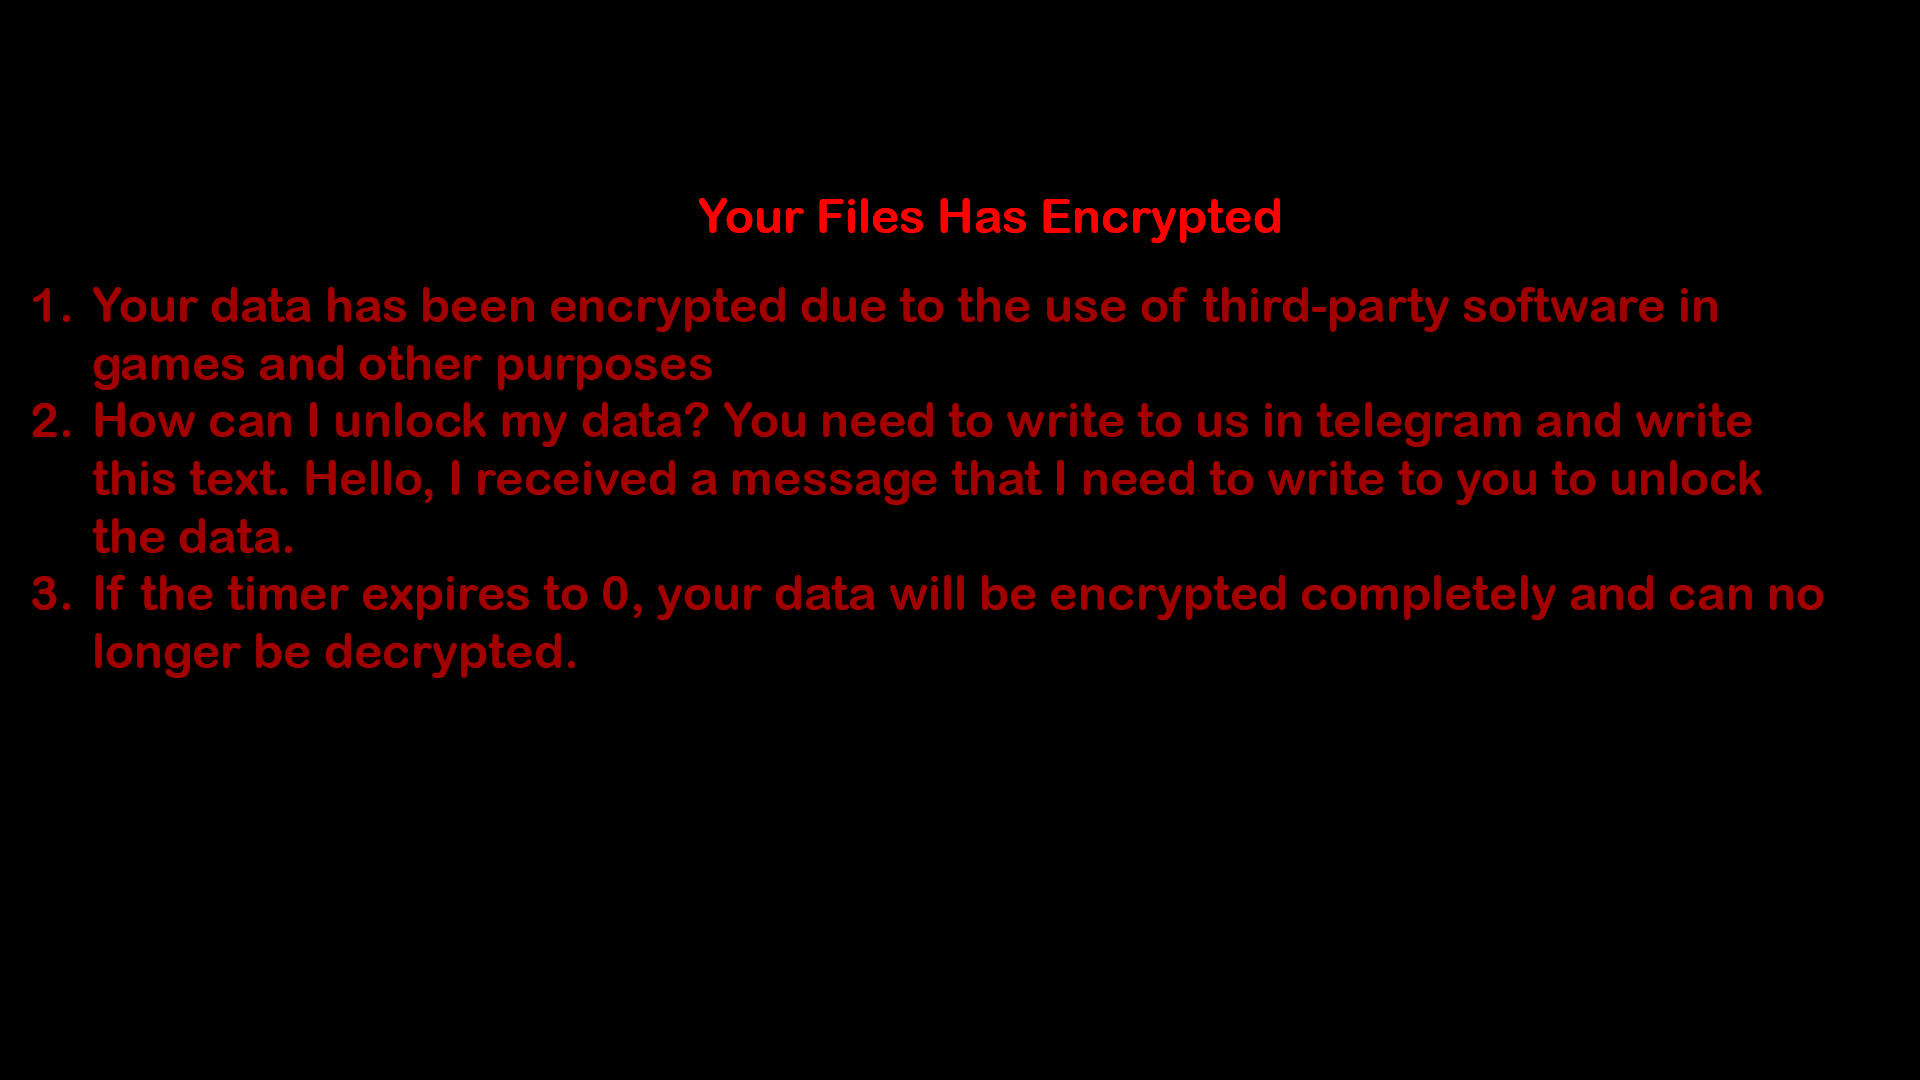 Your Files Has Encrypted
1. Your data has been encrypted due to the use of third-party software in
games and other purposes
2. How can I unlock my data? You need to write to us in telegram and write
this text. Hello, I received a message that I need to write to you to unlock
the data.
3. If the timer expires to 0, your data will be encrypted completely and can no
longer be decrypted.